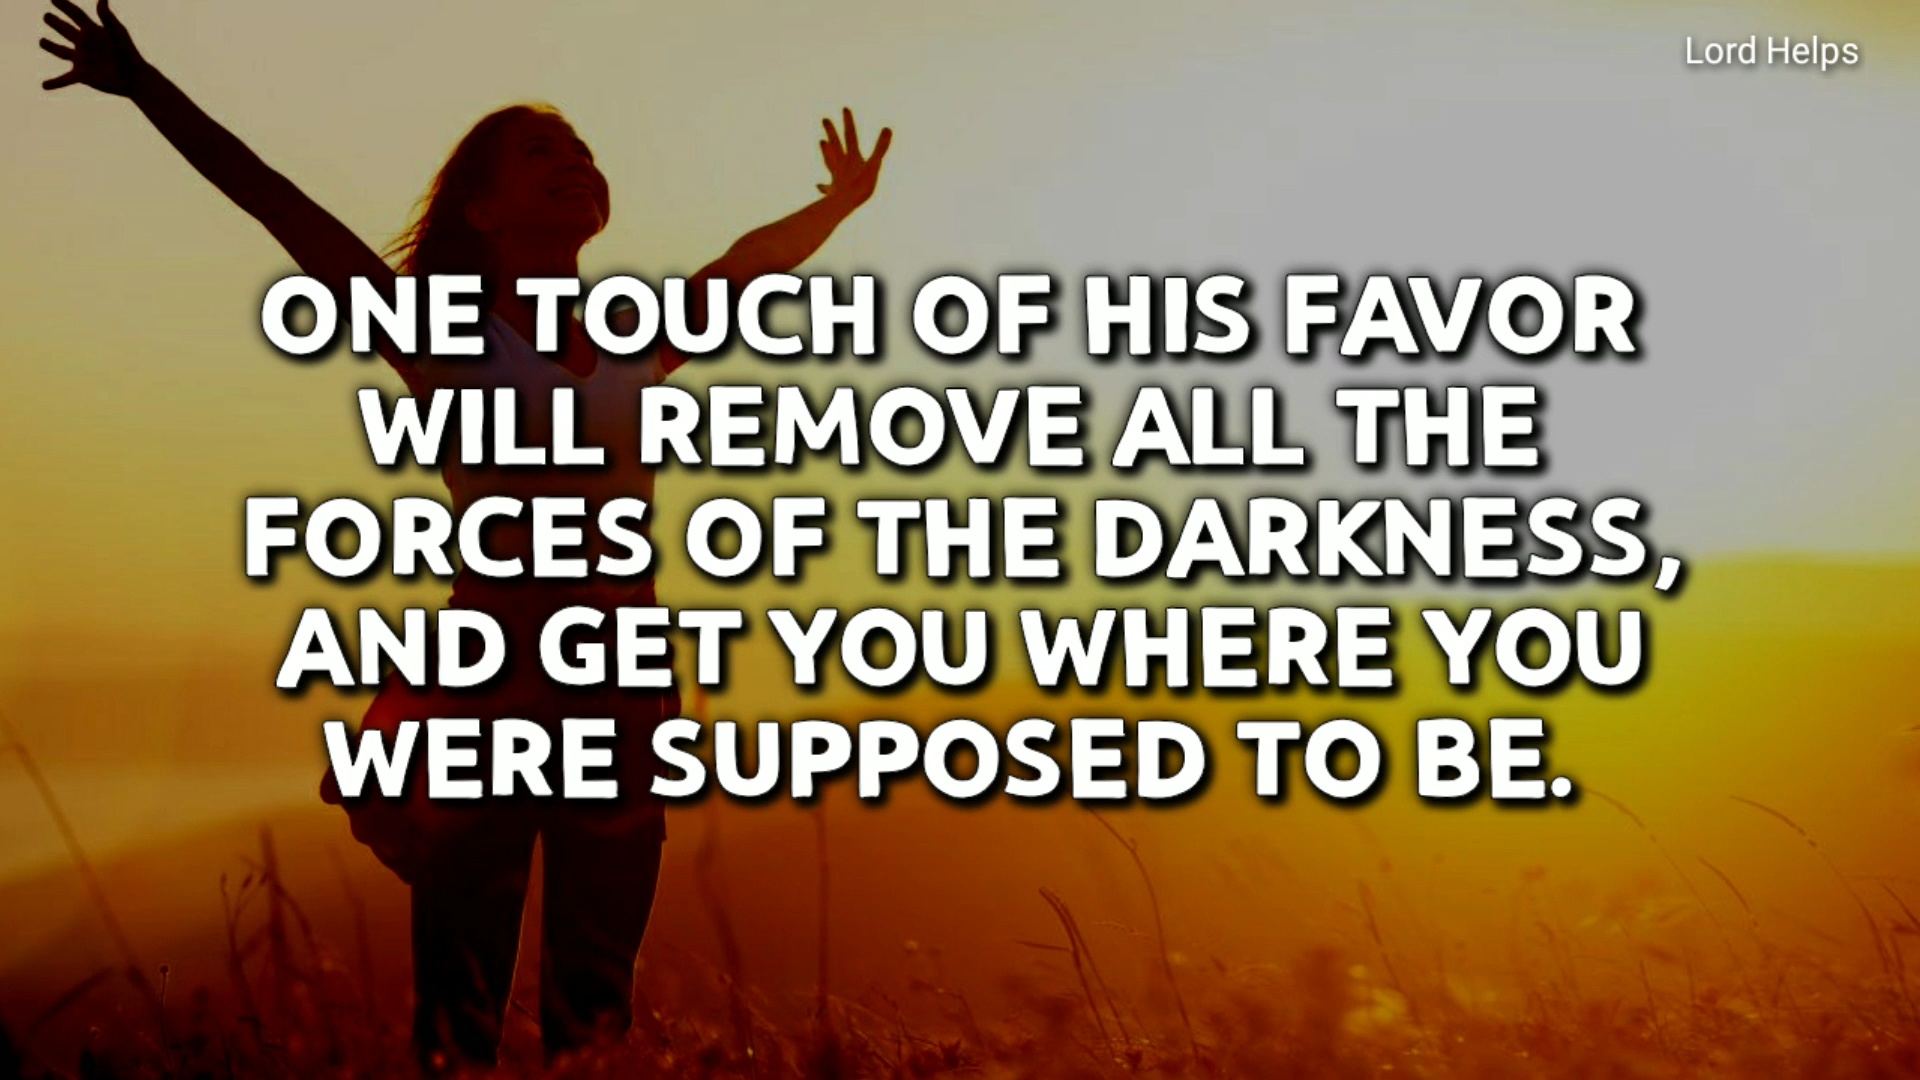 Lord Helps
ONE TOUCH OF HIS FAVOR
WILL REMOVE ALL THE
FORCES OF THE DARKNESS,
AND GET YOU WHERE YOU
WERE SUPPOSED TO BE.